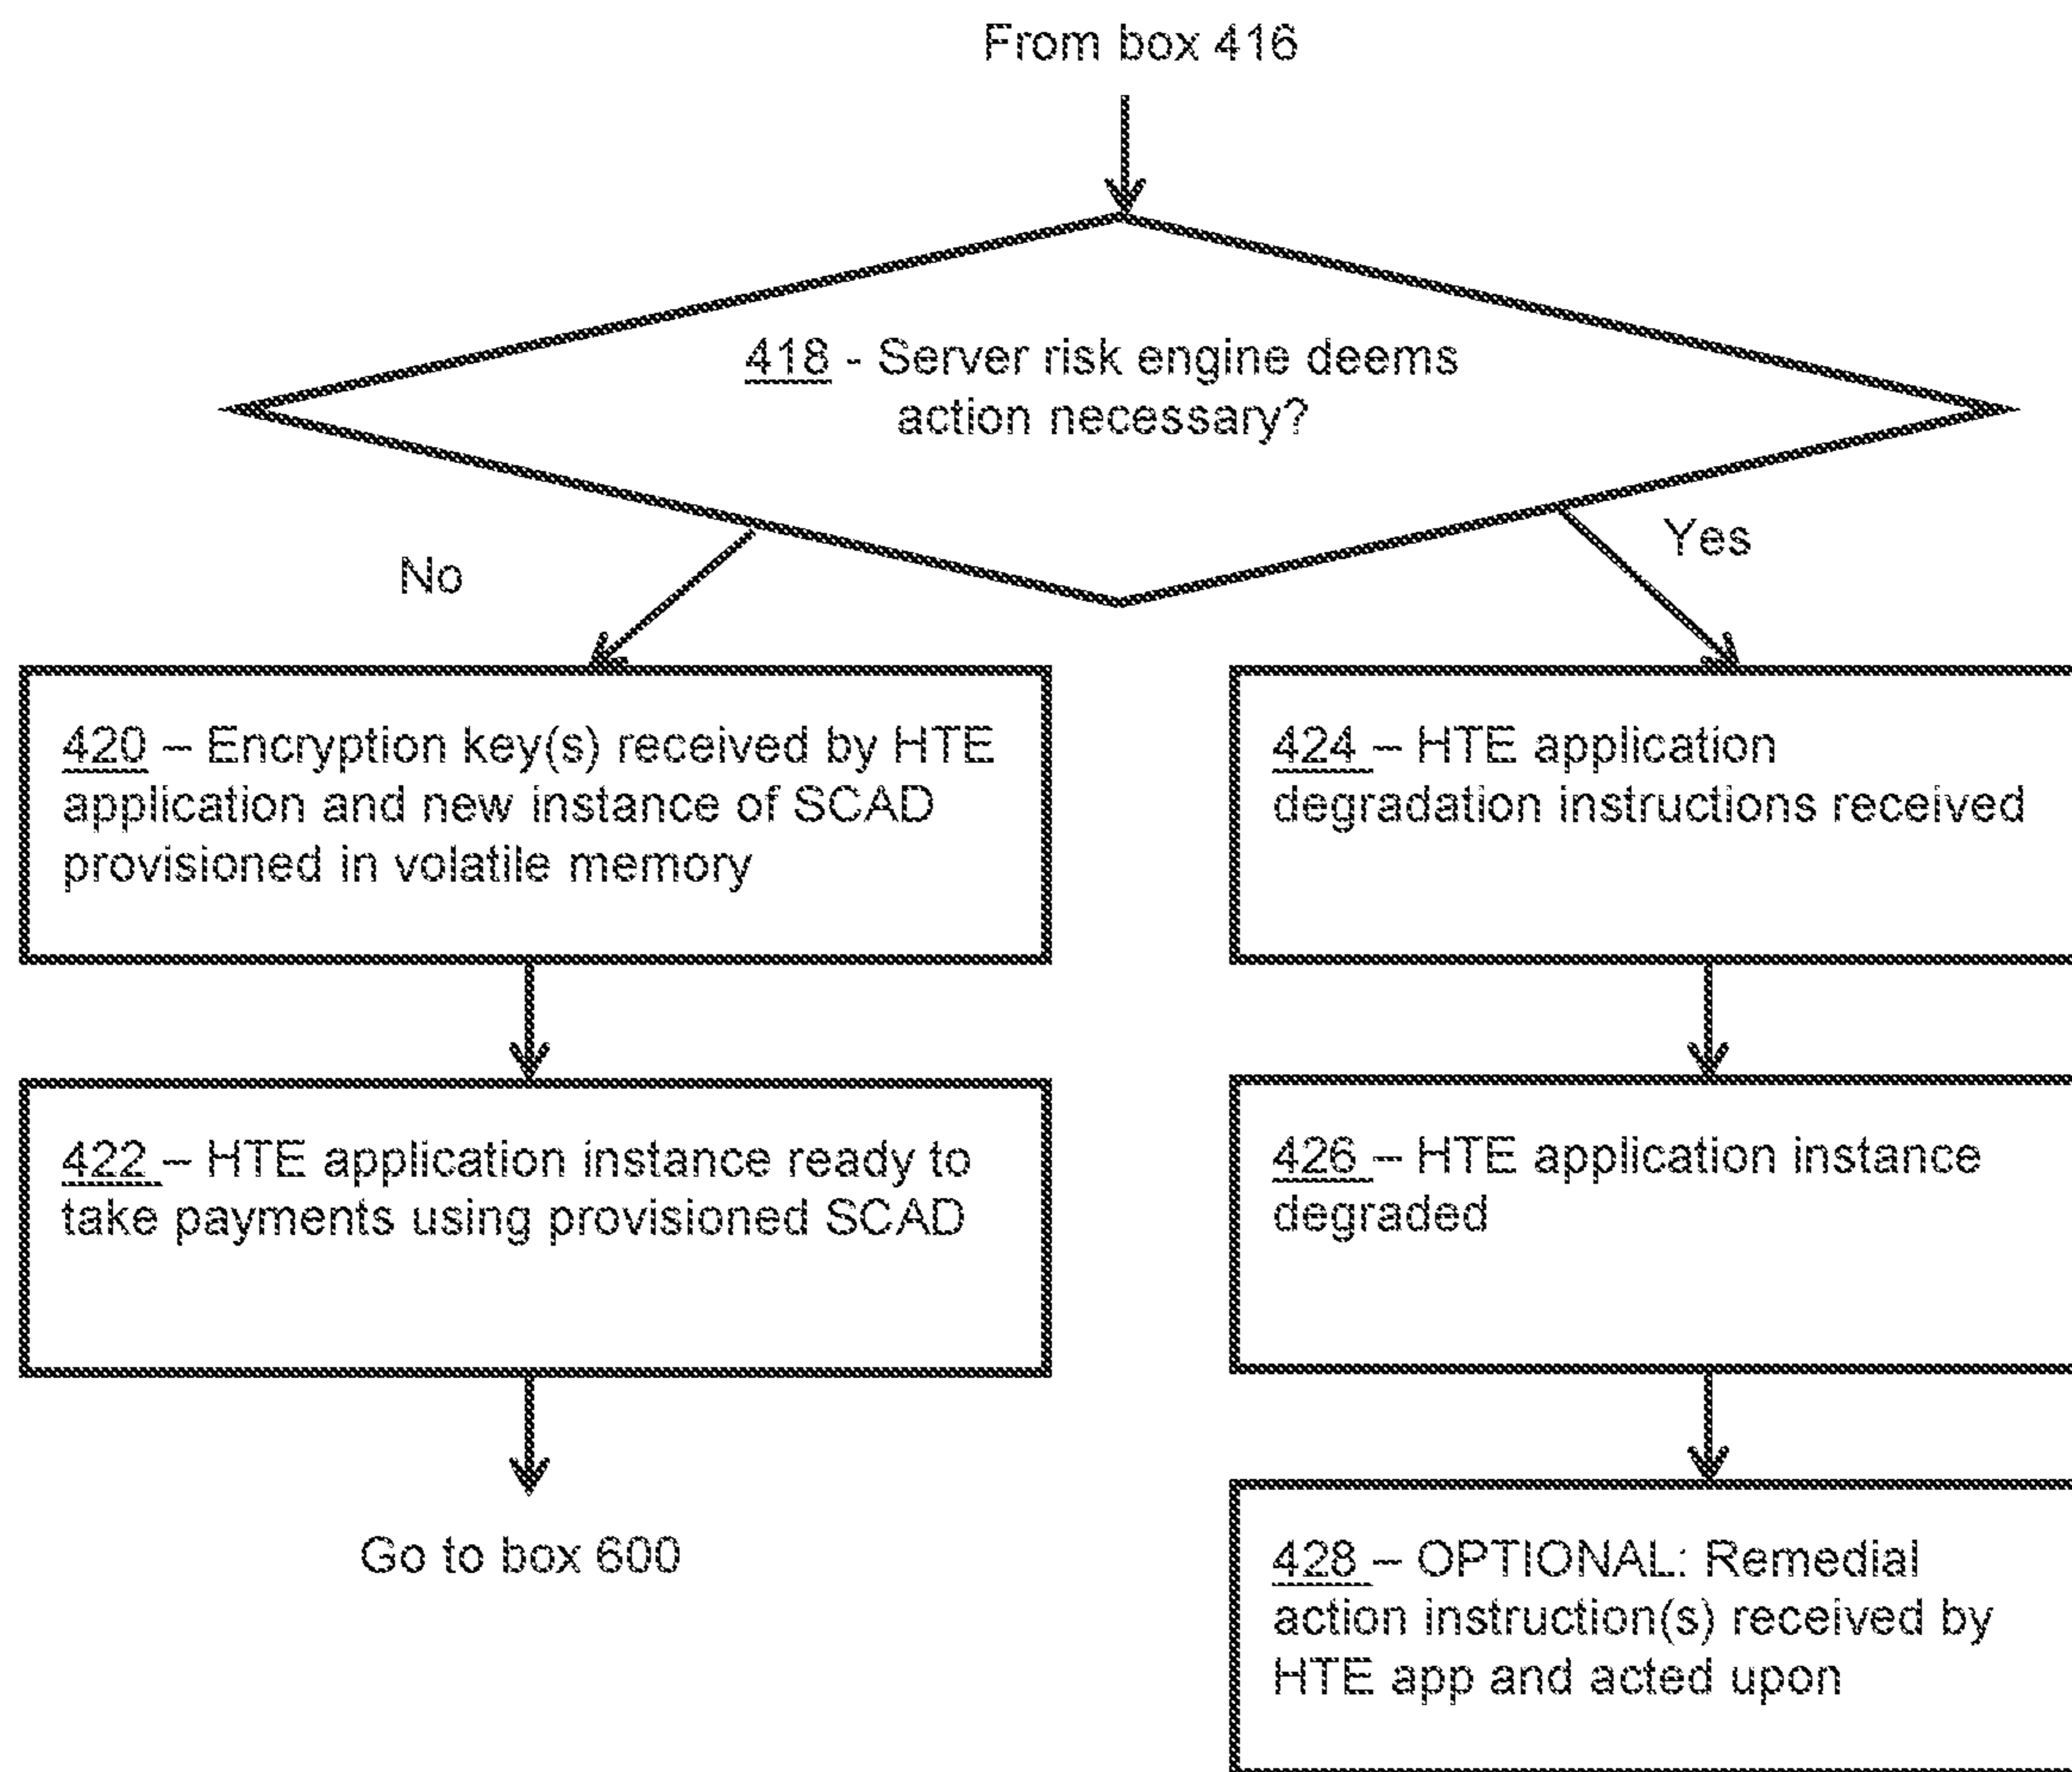 From box 416
418 - Server risk engine deems
action necessary?
No
Yes
420 – Encryption key(s) received by HTE
application and new instance of SCAD
provisioned in volatile memory
424 – HTE application
degradation instructions received
422 – HTE application instance ready to
take payments using provisioned SCAD
426 – HTE application instance
degraded
Go to box 600
428 – OPTIONAL: Remedial
action instruction(s) received by
HTE app and acted upon